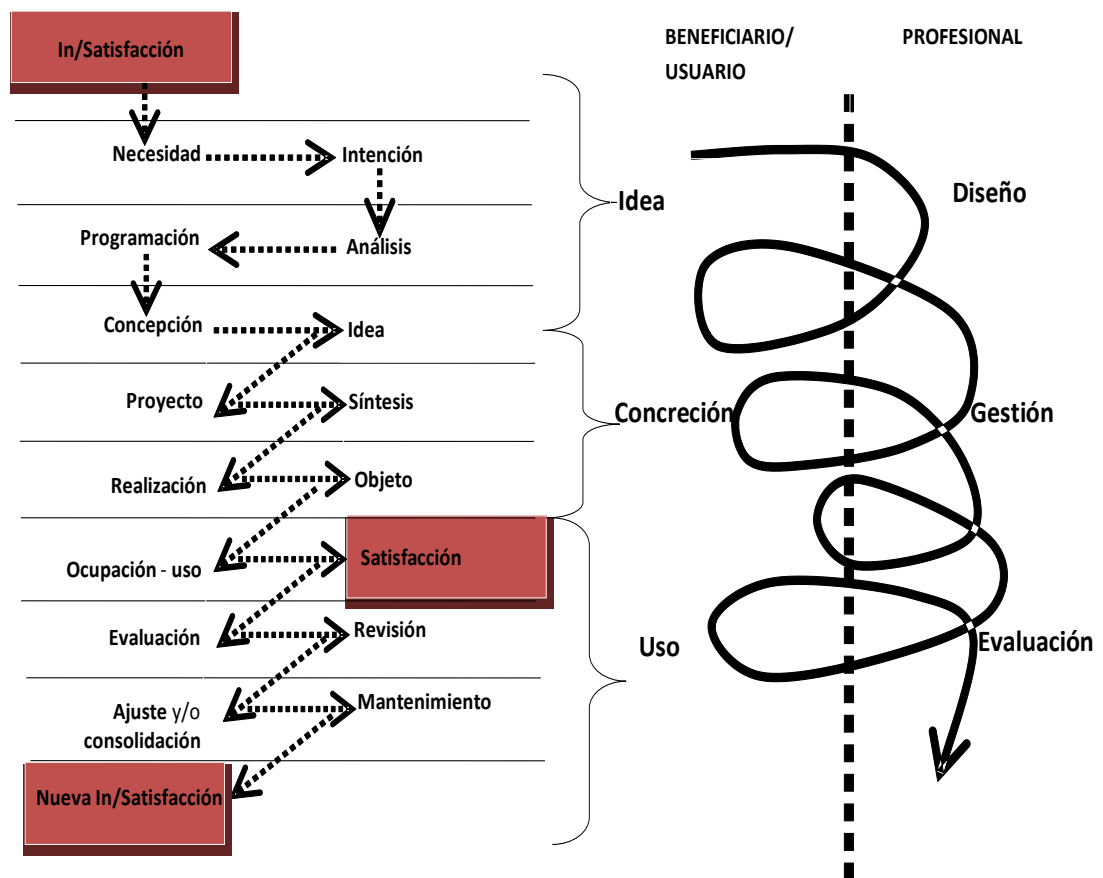 In/Satisfacción
BENEFICIARIO/
USUARIO
PROFESIONAL
Necesidad
Intención
Programación
Análisis
Concepción
Idea
Proyecto
Síntesis
Realización
Objeto
Ocupación - uso
Satisfacción
Evaluación
Revisión
Ajuste y/o
consolidación
Mantenimiento
Nueva In/Satisfacción
Idea
Concreción
Uso
Diseño
Gestión
Evaluación